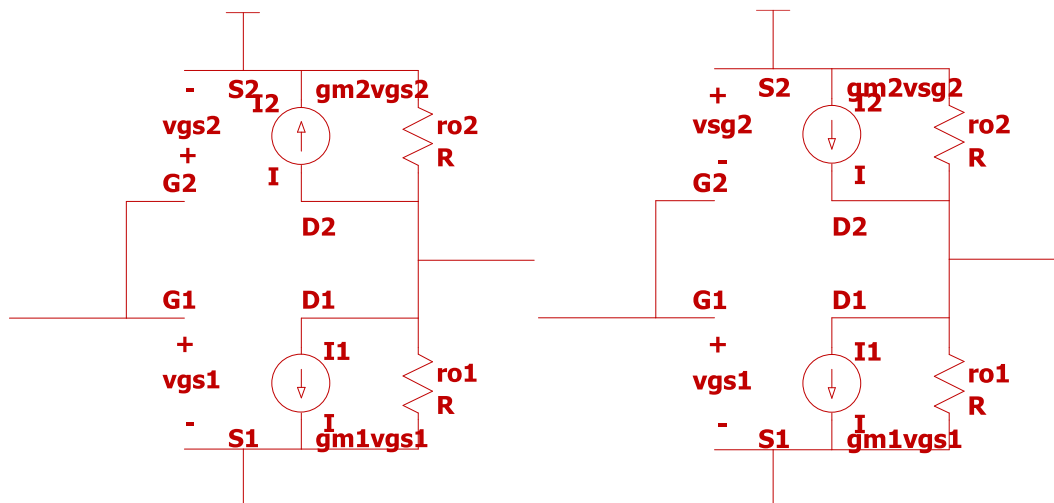 -
S2
gm2vgs2
I2
vgs2
ro2
+
I
R
G2
D2
G1
D1
+
I1
vgs1
ro1
R
-
I
S1
gm1vgs1
+
S2
gm2vsg2
I2
vsg2
ro2
-
I
R
G2
D2
G1
D1
+
I1
vgs1
ro1
R
-
I
S1
gm1vgs1